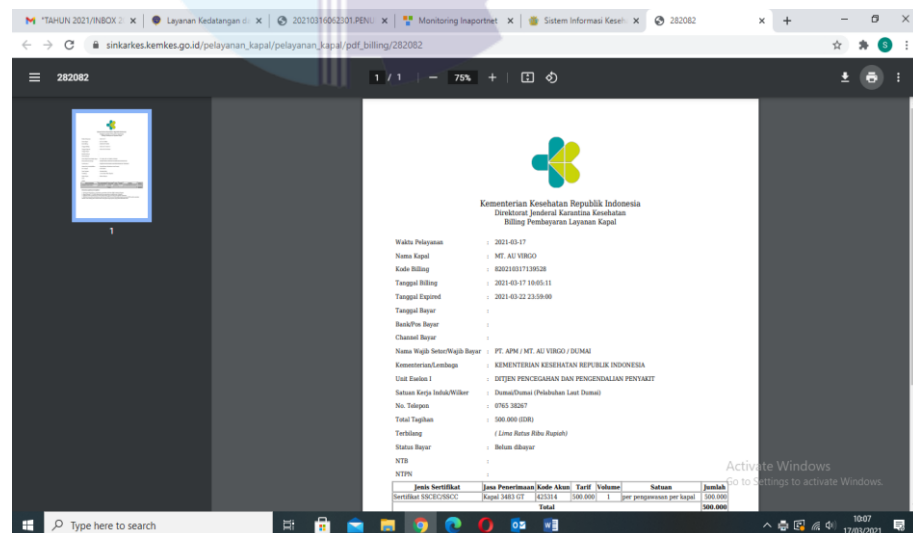 *TAHUN 2021/INBOX 2
Layanan Kedatangan d
20210316062301.PENU
Monitoring Inaportnet
Sistem Informasi Keseh
282082
sinkarkes.kemkes.go.id/pelayanan_kapal/pelayanan_kapal/pdf_billing/282082
S
282082
1 / 1
75%
1
Kementerian Kesehatan Republik Indonesia
Direktorat Jenderal Karantina Kesehatan
Billing Pembayaran Layanan Kapal
Waktu Pelayanan : 2021-03-17
Nama Kapal : MT. AU VIRGO
Kode Billing : 820210317139528
Tanggal Billing : 2021-03-17 10:05:11
Tanggal Expired : 2021-03-22 23:59:00
Tanggal Bayar :
Bank/Pos Bayar :
Channel Bayar :
Nama Wajib Setor/Wajib Bayar : PT. APM / MT. AU VIRGO / DUMAI
Kementerian/Lembaga : KEMENTERIAN KESEHATAN REPUBLIK INDONESIA
Unit Eselon I : DITJEN PENCEGAHAN DAN PENGENDALIAN PENYAKIT
Satuan Kerja Induk/Wilker : Dumai/Dumai (Pelabuhan Laut Dumai)
No. Telepon : 0765 38267
Total Tagihan : 500.000 (IDR)
Terbilang : ( Lima Ratus Ribu Rupiah)
Status Bayar : Belum dibayar
NTB :
NTPN :
Jenis Sertifikat Jasa Penerimaan Kode Akun Tarif Volume Satuan Jumlah
Sertifikat SSCEC/SSCC Kapal 3483 GT 425314 500.000 1 per pengawasan per kapal 500.000
Total 500.000
Activate Windows
Go to Settings to activate Windows.
Type here to search
10:07
17/03/2021